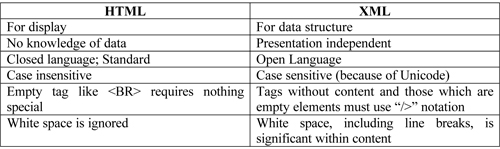 HTML XML
For display For data structure
No knowledge of data Presentation independent
Closed language; Standard Open Language
Case insensitive Case sensitive (because of Unicode)
Empty tag like <BR> requires nothing special
Tags without content and those which are empty elements must use “/>” notation
White space is ignored
White space, including line breaks, is significant within content